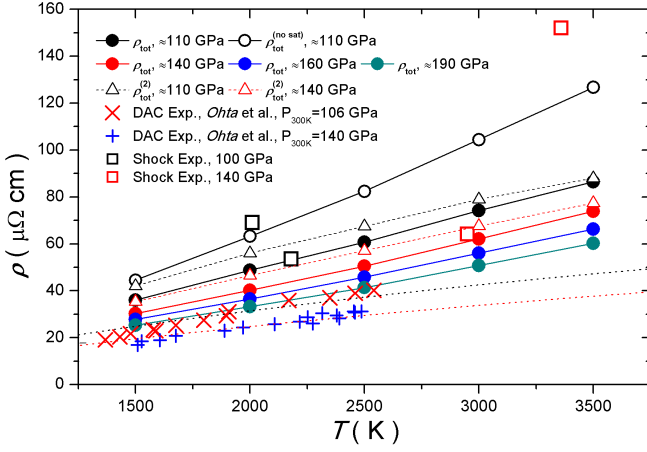 160
140
120
100
80
60
40
20
0
ρ ( μΩ cm)
ρtot, ≈110 GPa ρtot(no sat), ≈110GPa
ρtot, ≈140 GPa ρtot, ≈160 GPa ρtot, ≈190 GPa
ρtot(2), ≈110 GPa ρtot(2), ≈140 GPa
DAC Exp., Ohta et al., P300K=106 GPa
DAC Exp., Ohta et al., P300K=140 GPa
Shock Exp., 100 GPa
Shock Exp., 140 GPa
1500 2000 2500 3000 3500
T ( K )